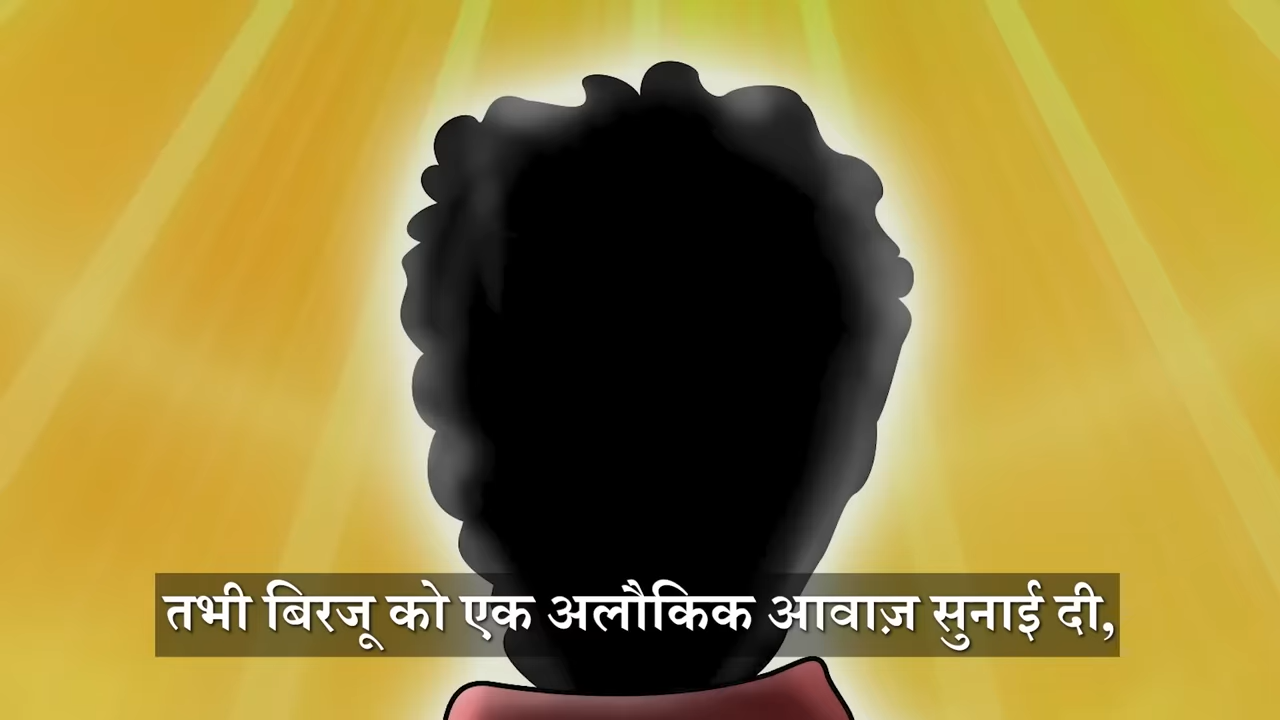 तभी बिरजू को एक अलौकिक आवाज़ सुनाई दी,